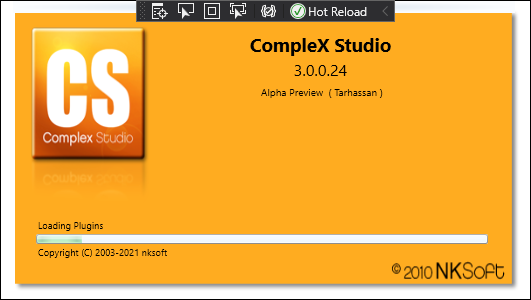 Hot Reload
CompleX Studio
3.0.0.24
Alpha Preview ( Tarhassan )
CS
Complex Studio
Loading Plugins
Copyright (C) 2003-2021 nksoft
© 2010 NKSoft